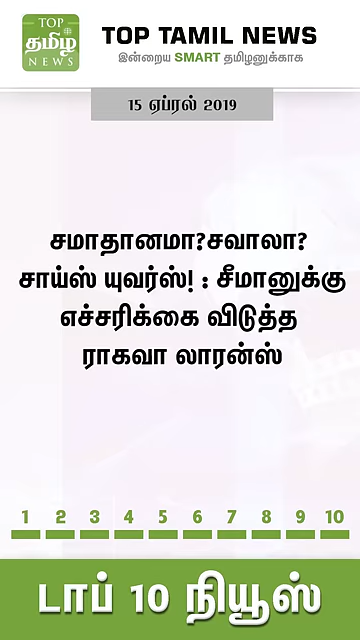 TOP
தமிழ்
NEWS
TOP TAMIL NEWS
இன்றைய SMART தமிழனுக்காக
15 ஏப்ரல் 2019
சமாதானமா?சவாலா?
சாய்ஸ் யுவர்ஸ்! : சீமானுக்கு
எச்சரிக்கை விடுத்த
ராகவா லாரன்ஸ்
1 2 3 4 5 6 7 8 9 10
டாப் 10 நியூஸ்